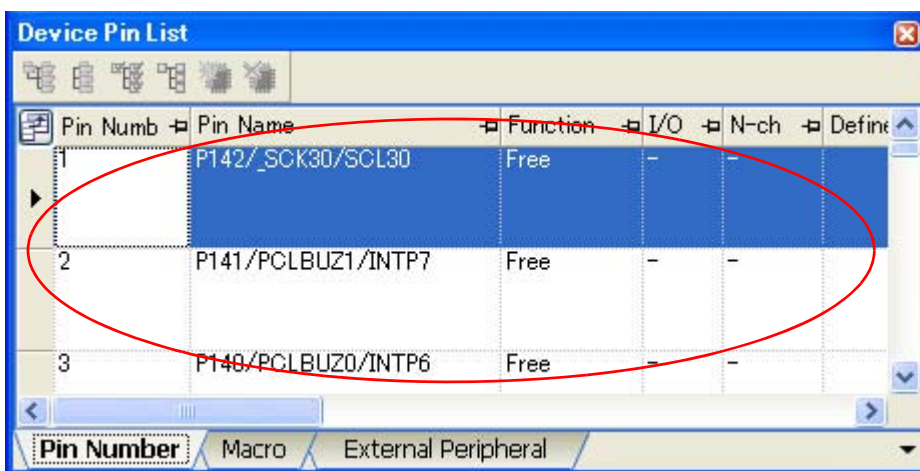 Device Pin List
Pin Numb Pin Name Function I/O N-ch Define
1 P142/_SCK30/SCL30 Free - -
2 P141/PCLBUZ1/INTP7 Free - -
3 P140/PCLBUZ0/INTP6 Free - -
Pin Number Macro External Peripheral